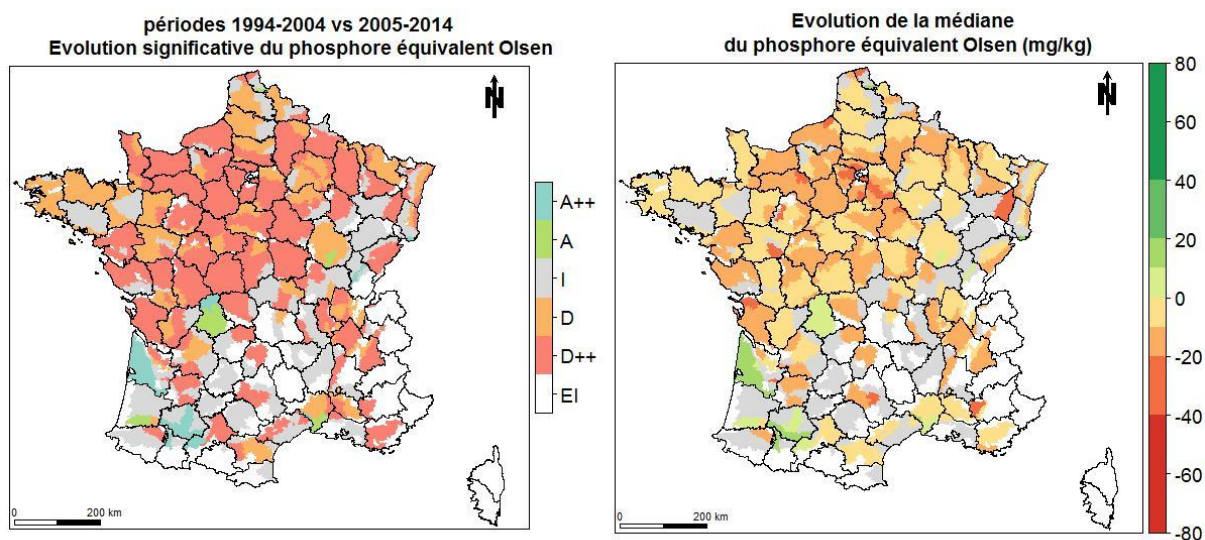 périodes 1994-2004 vs 2005-2014
Evolution significative du phosphore équivalent Olsen
N
A++
A
I
D
D++
EI
0 200 km
Evolution de la médiane
du phosphore équivalent Olsen (mg/kg)
N
80
60
40
20
0
-20
-40
-60
-80
0 200 km